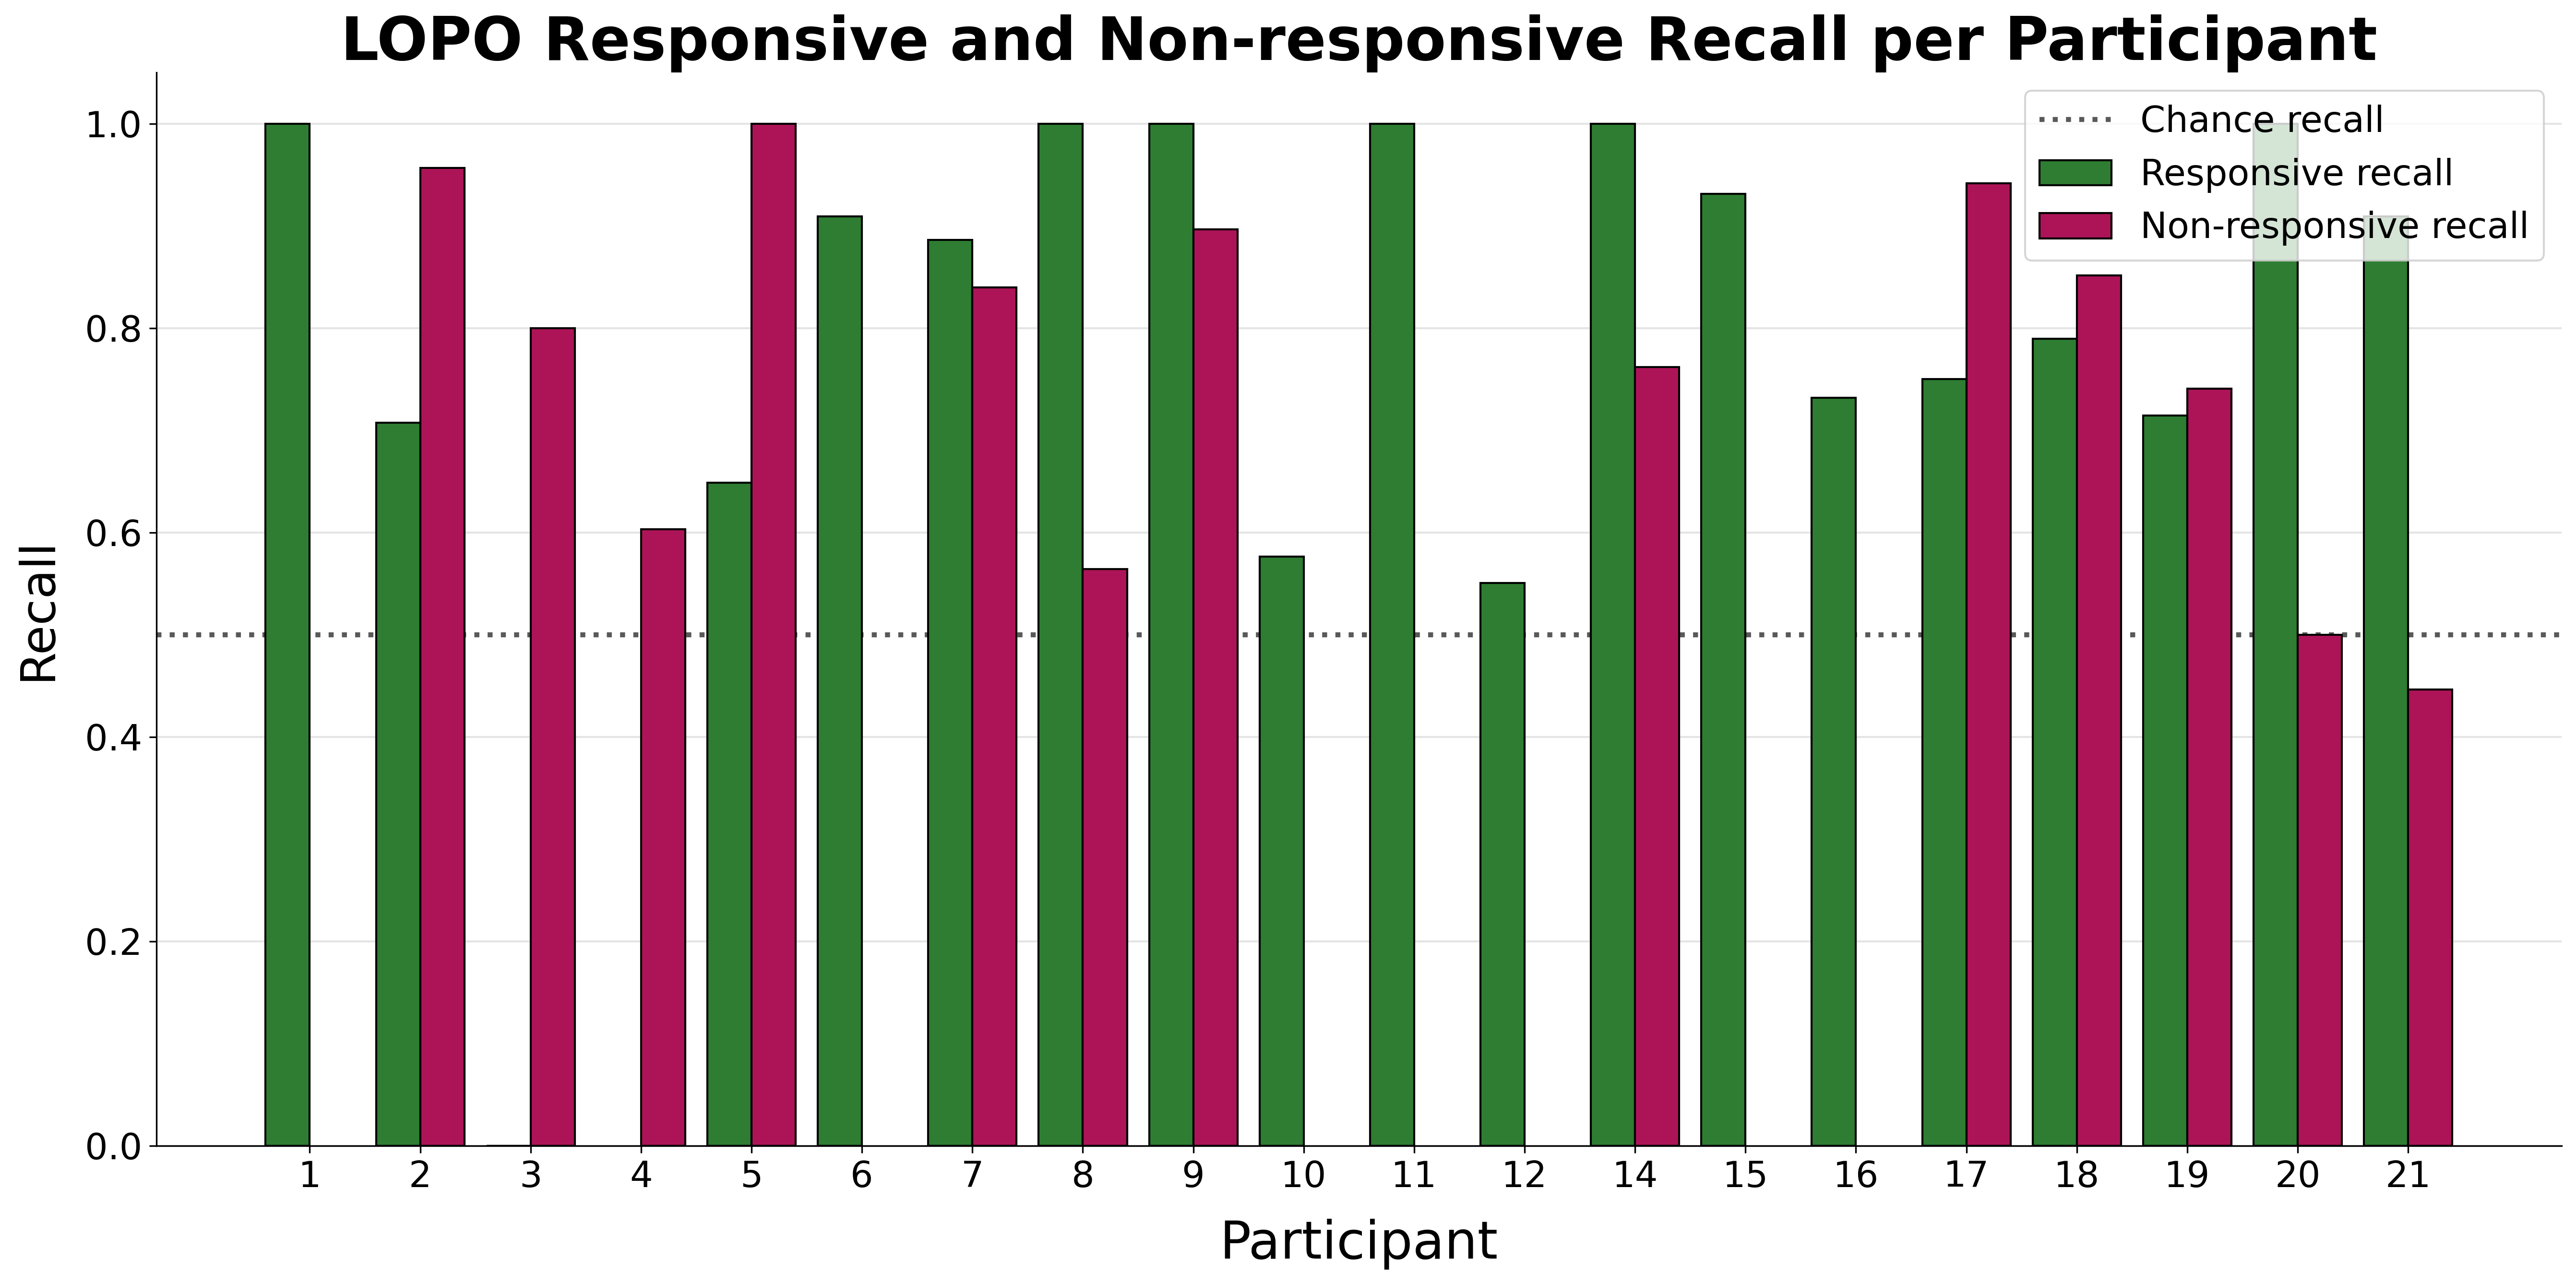 LOPO Responsive and Non-responsive Recall per Participant
Chance recall
Responsive recall
Non-responsive recall
Recall
1.0
0.8
0.6
0.4
0.2
0.0
1 2 3 4 5 6 7 8 9 10 11 12 14 15 16 17 18 19 20 21
Participant